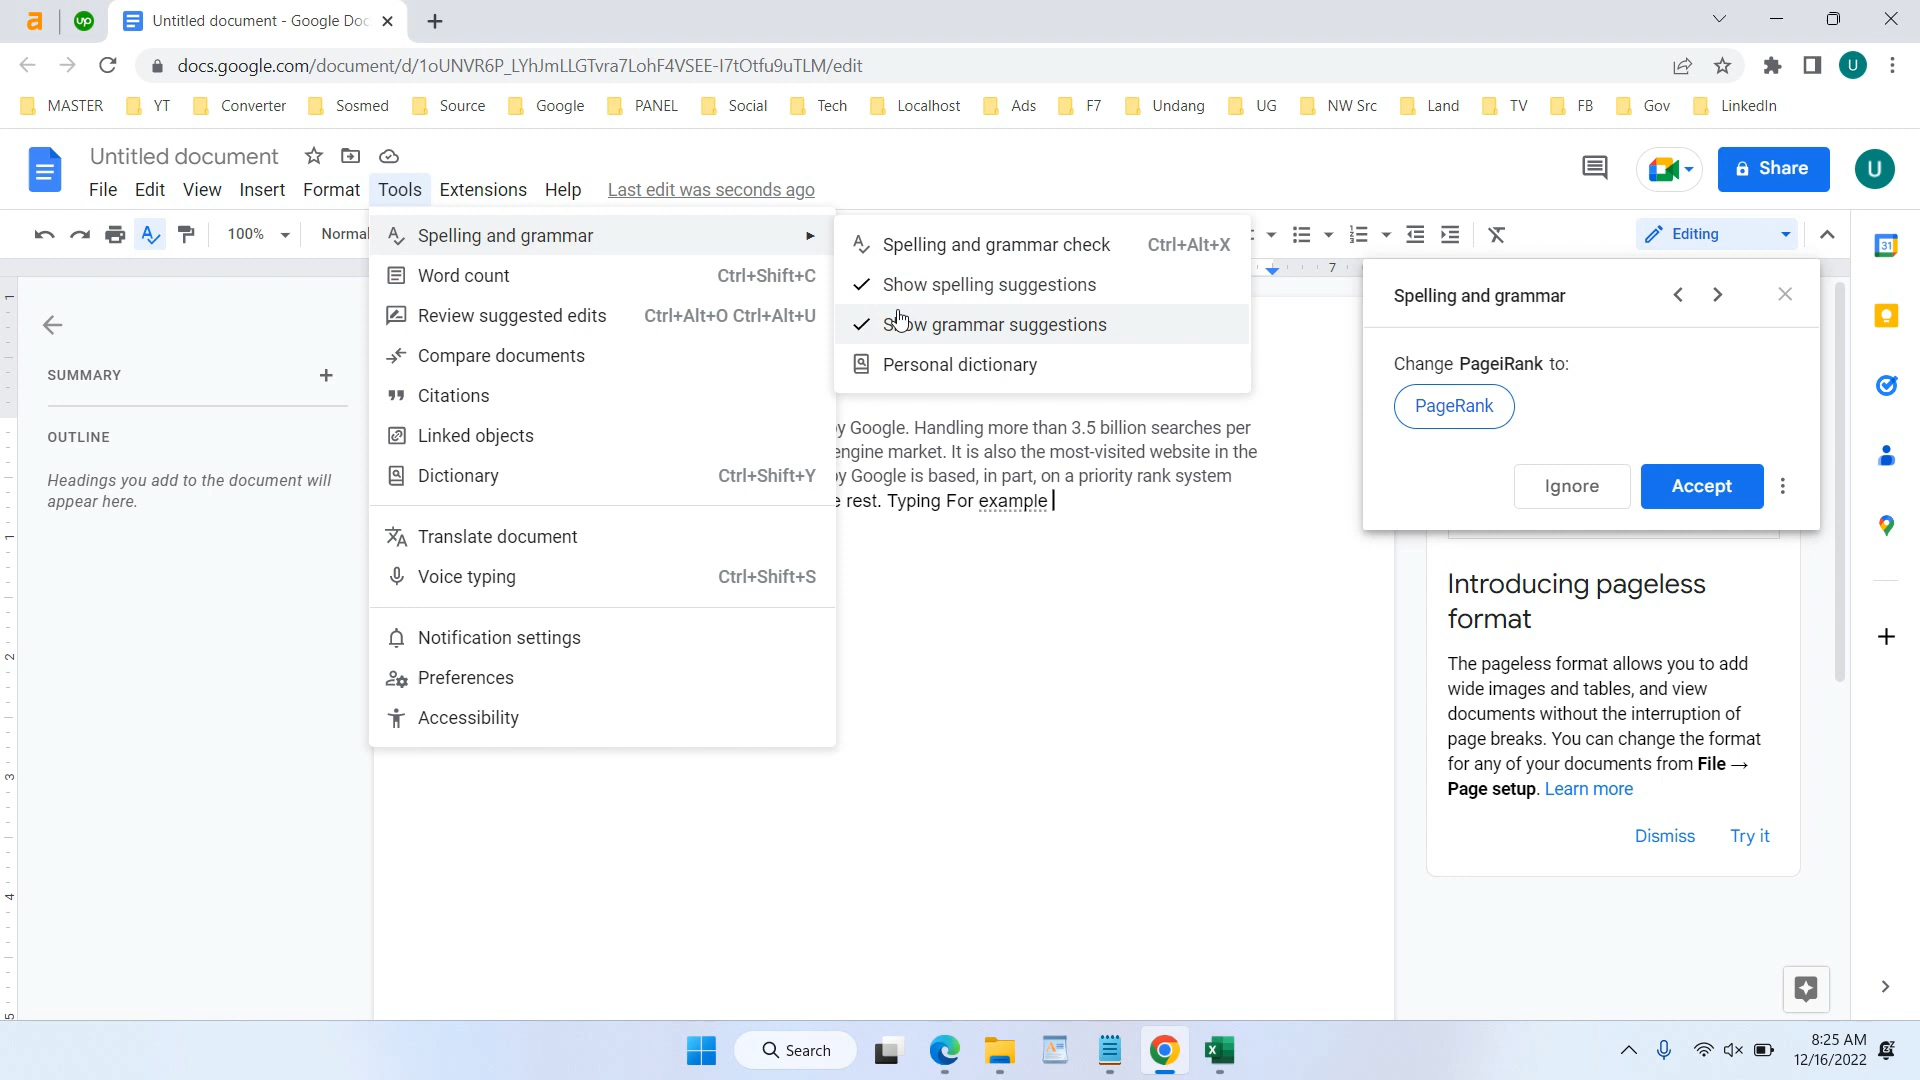 a up Untitled document - Google Doc
docs.google.com/document/d/1oUNVR6P_LYhJmLLGTvra7LohF4VSEE-I7tOtfu9uTLM/edit U
MASTER YT Converter Sosmed Source Google PANEL Social Tech Localhost Ads F7 Undang UG NW Src Land TV FB Gov LinkedIn
Untitled document
File Edit View Insert Format Tools Extensions Help Last edit was seconds ago
Share U
100% Normal
Editing
31
7
SUMMARY
OUTLINE
Headings you add to the document will
appear here.
Spelling and grammar
Word count Ctrl+Shift+C
Review suggested edits Ctrl+Alt+O Ctrl+Alt+U
Compare documents
Citations
Linked objects
Dictionary Ctrl+Shift+Y
Translate document
Voice typing Ctrl+Shift+S
Notification settings
Preferences
Accessibility
Spelling and grammar check Ctrl+Alt+X
Show spelling suggestions
Show grammar suggestions
Personal dictionary
y Google. Handling more than 3.5 billion searches per
engine market. It is also the most-visited website in the
y Google is based, in part, on a priority rank system
rest. Typing For example
Spelling and grammar
Change PageiRank to:
PageRank
Ignore Accept
Introducing pageless
format
The pageless format allows you to add
wide images and tables, and view
documents without the interruption of
page breaks. You can change the format
for any of your documents from File →
Page setup. Learn more
Dismiss Try it
1
1
2
3
4
5
Search
8:25 AM
12/16/2022